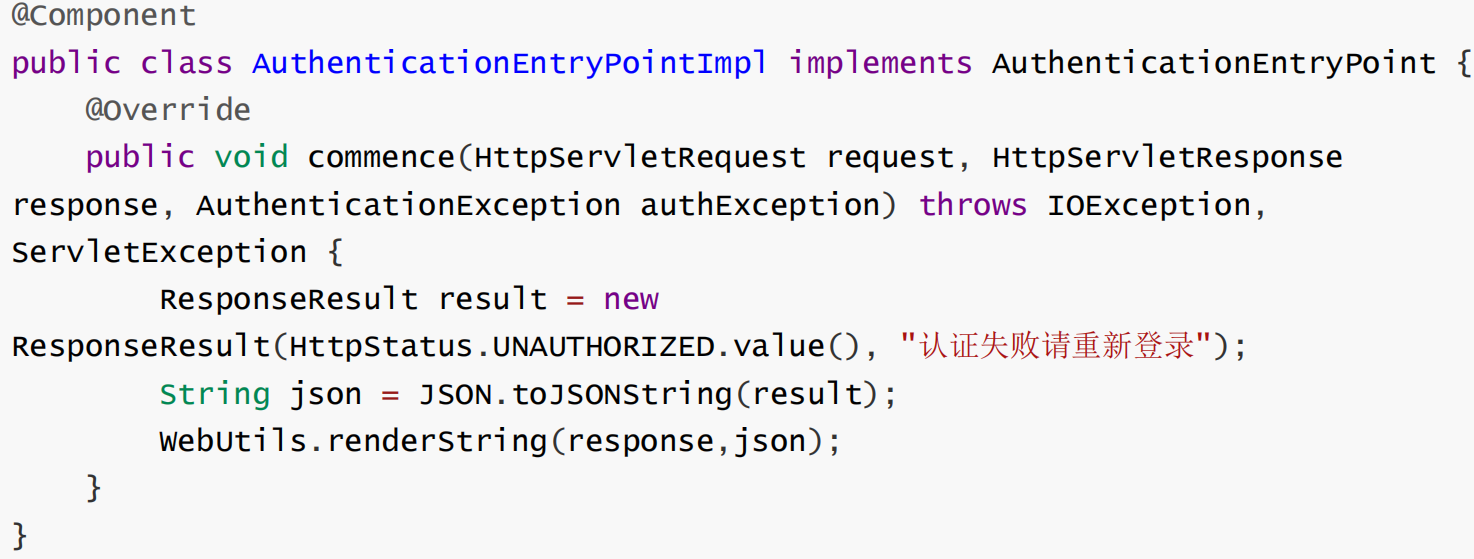 @Component
public class AuthenticationEntryPointImpl implements AuthenticationEntryPoint {
    @Override
    public void commence(HttpServletRequest request, HttpServletResponse
response, AuthenticationException authException) throws IOException,
ServletException {
        ResponseResult result = new
ResponseResult(HttpStatus.UNAUTHORIZED.value(), "认证失败请重新登录");
        String json = JSON.toJSONString(result);
        WebUtils.renderString(response,json);
    }
}